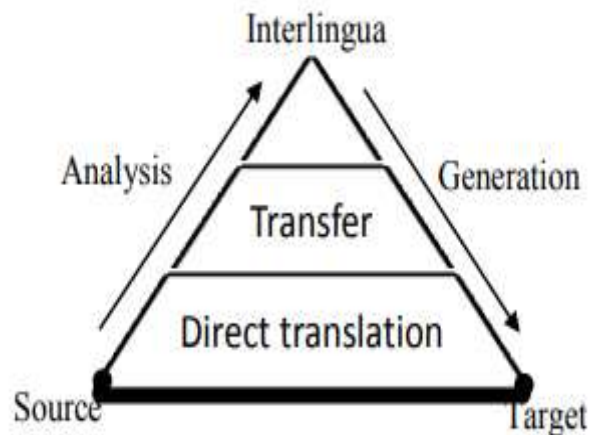 Interlingua
Analysis
Generation
Transfer
Direct translation
Source
Target